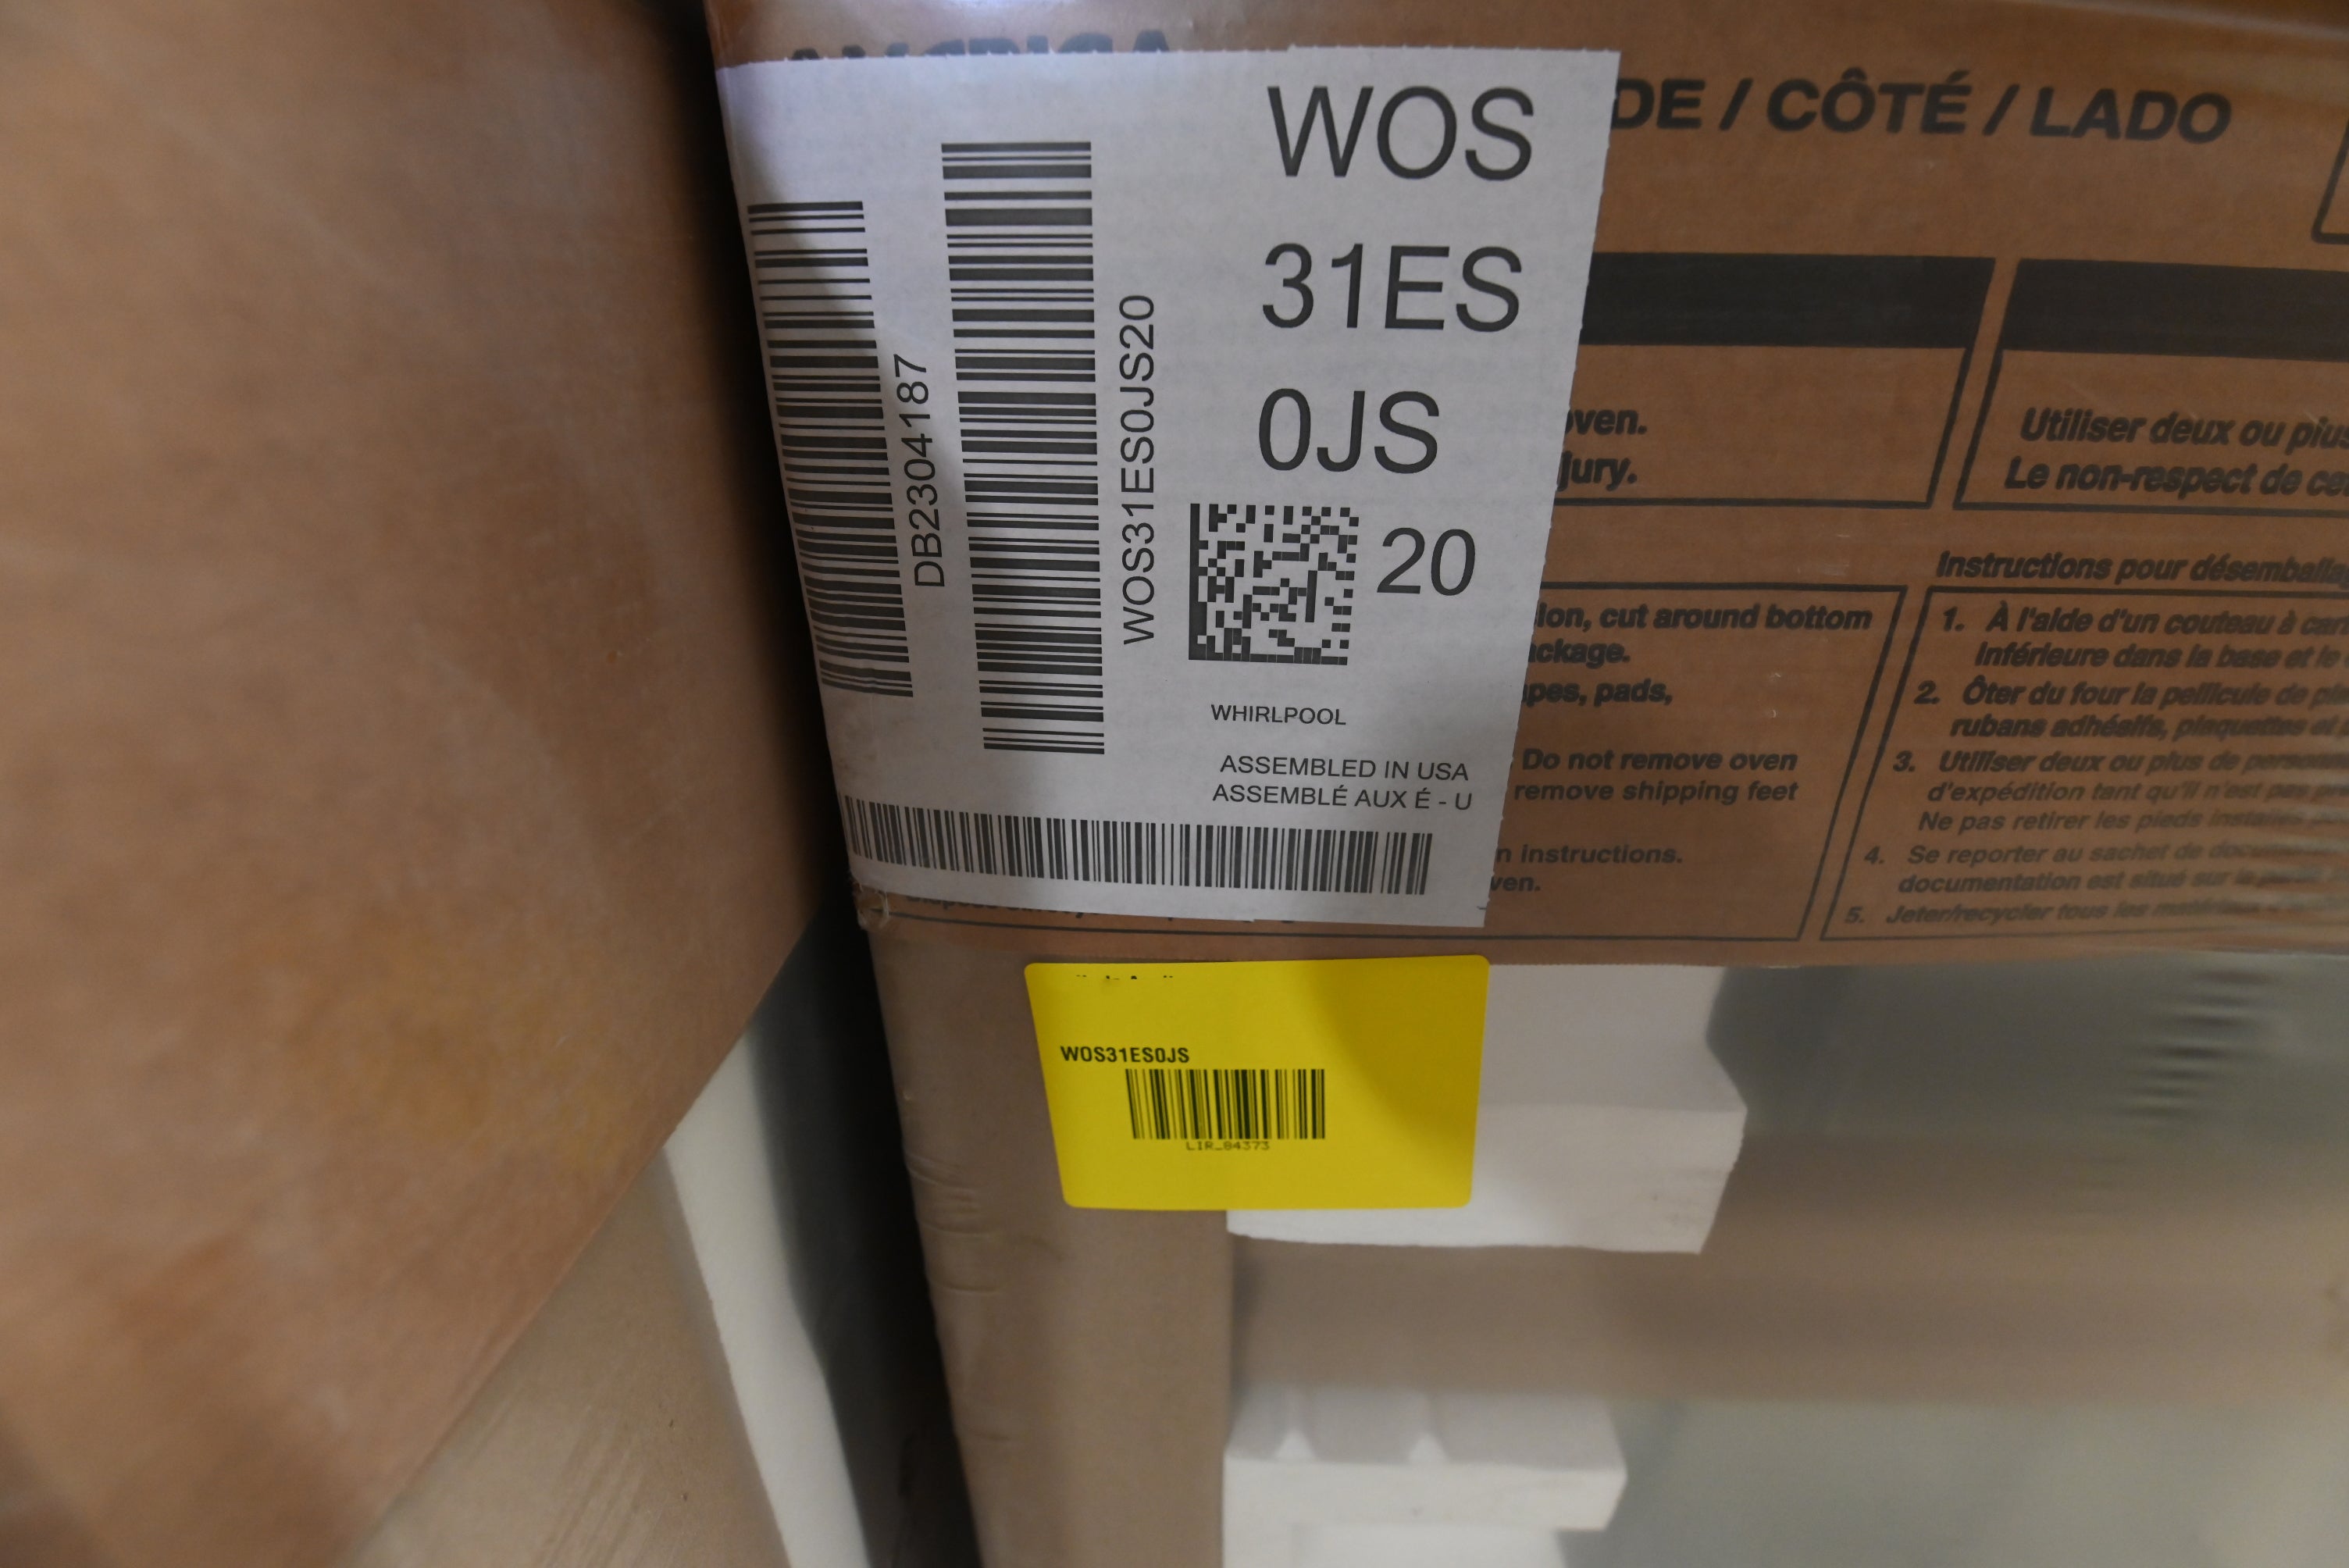 DE / CÔTÉ / LADO
WOS
31ES
0JS
20
DB2304187
WOS31ES0JS20
WHIRLPOOL
ASSEMBLED IN USA
ASSEMBLÉ AUX É - U
oven.
jury.
ion, cut around bottom
ackage.
pes, pads,
Do not remove oven
remove shipping feet
n instructions.
ven.
Utiliser deux ou plus
Le non-respect de ce
Instructions pour désemballa
1. À l'aide d'un couteau à
inférieure dans la base et le
2. Ôter du four la pellicule de
rubans adhésifs, plaquettes et
3. Utiliser deux ou plus de
d'expédition tant qu'il n'est pas
Ne pas retirer les pieds
4. Se reporter au sachet de
documentation est situé sur la
5. Jeter/recycler tous les
WOS31ES0JS
LIR_84373